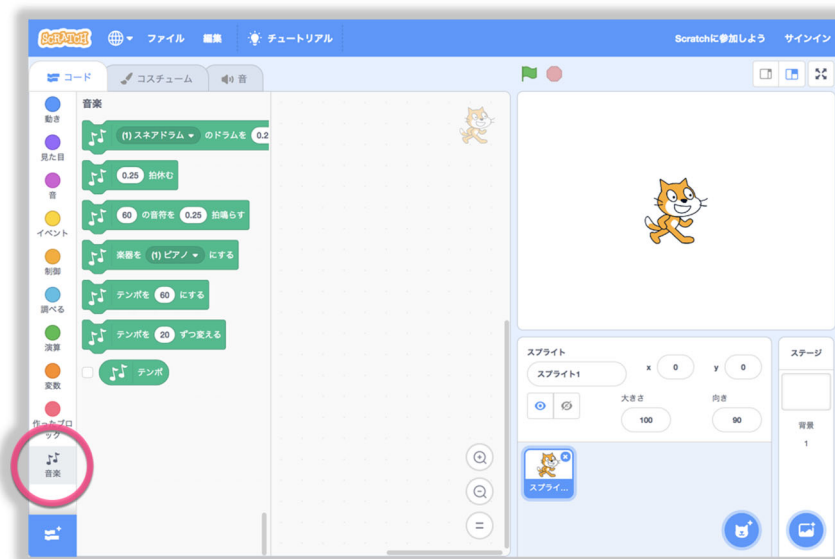 SCRATCH ファイル 編集 チュートリアル Scratchに参加しよう サインイン
コード コスチューム 音
動き
見た目
音
イベント
制御
調べる
演算
変数
作ったブロ
ック
音楽
音楽
(1) スネアドラム のドラムを 0.2
0.25 拍休む
60 の音符を 0.25 拍鳴らす
楽器を (1) ピアノ にする
テンポを 60 にする
テンポを 20 ずつ変える
テンポ
スプライト
スプライト1 x 0 y 0
大きさ 向き
100 90
スプライ...
ステージ
背景
1